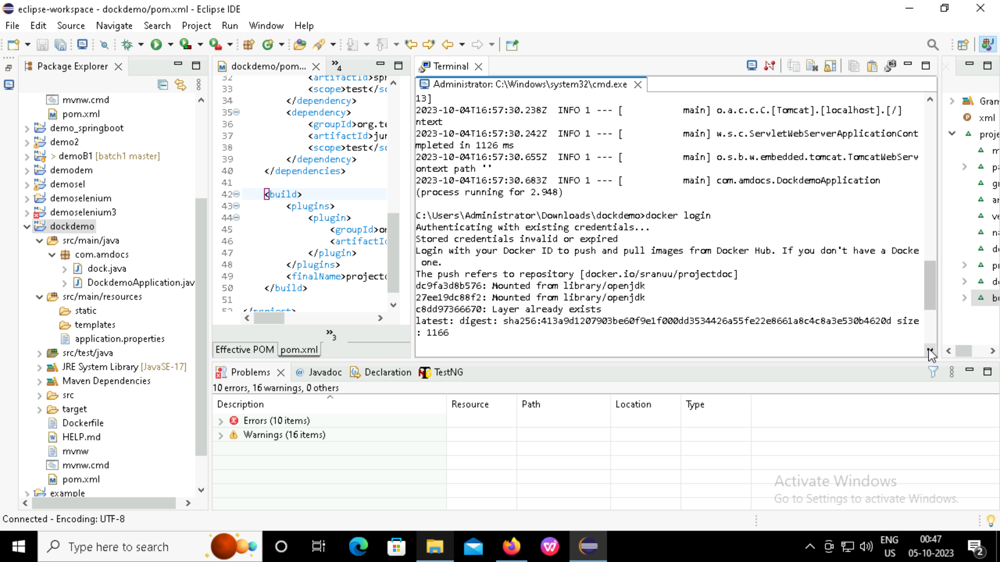 eclipse-workspace - dockdemo/pom.xml - Eclipse IDE
File Edit Source Navigate Search Project Run Window Help
Package Explorer
mvnw.cmd
pom.xml
demo_springboot
demo2
> demoB1 [batch1 master]
demodem
demosel
demoselenium
demoselenium3
dockdemo
src/main/java
com.amdocs
dock.java
DockdemoApplication.jav
src/main/resources
static
templates
application.properties
src/test/java
JRE System Library [JavaSE-17]
Maven Dependencies
src
target
Dockerfile
HELP.md
mvnw
mvnw.cmd
pom.xml
example
dockdemo/pom...
4
32 <artifactId>spr
33 <scope>test</sc
34 </dependency>
35 <dependency>
36 <groupId>org.te
37 <artifactId>jur
38 <scope>test</sc
39 </dependency>
40 </dependencies>
41
42 <build>
43 <plugins>
44 <plugin>
45 <groupId>or
46 <artifactId
47 </plugin>
48 </plugins>
49 <finalName>project
50 </build>
51
52 </project>
3
Effective POM pom.xml
Terminal
Administrator: C:\Windows\system32\cmd.exe
13]
2023-10-04T16:57:30.238Z INFO 1 --- [ main] o.a.c.c.C.[Tomcat].[localhost].[/]
ntext
2023-10-04T16:57:30.242Z INFO 1 --- [ main] w.s.c.ServletWebServerApplicationCont
mpleted in 1126 ms
2023-10-04T16:57:30.655Z INFO 1 --- [ main] o.s.b.w.embedded.tomcat.TomcatWebServ
ontext path ''
2023-10-04T16:57:30.683Z INFO 1 --- [ main] com.amdocs.DockdemoApplication
(process running for 2.948)
C:\Users\Administrator\Downloads\dockdemo>docker login
Authenticating with existing credentials...
Stored credentials invalid or expired
Login with your Docker ID to push and pull images from Docker Hub. If you don't have a Docke
one.
The push refers to repository [docker.io/sranuu/projectdoc]
dc9fa3d8b576: Mounted from library/openjdk
27ee19dc88f2: Mounted from library/openjdk
c8dd97366670: Layer already exists
latest: digest: sha256:413a9d1207903be60f9e1f000dd3534426a55fe22e8661a8c4c8a3e530b4620d size
: 1166
Gram
xml
proje
m
pa
gr
ar
ve
na
de
pr
de
bu
Problems Javadoc Declaration TestNG
10 errors, 16 warnings, 0 others
Description Resource Path Location Type
Errors (10 items)
Warnings (16 items)
Activate Windows
Go to Settings to activate Windows.
Connected - Encoding: UTF-8
Type here to search
ENG
US
00:47
05-10-2023
2